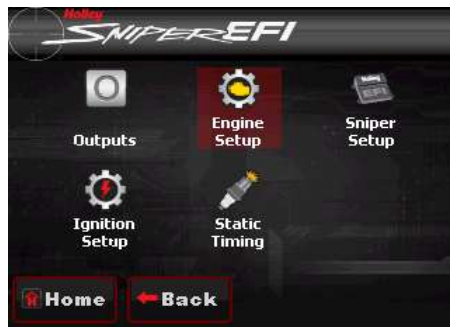 Holley
SNIPER EFI
Outputs
Engine
Setup
Sniper
Setup
Ignition
Setup
Static
Timing
Home
Back